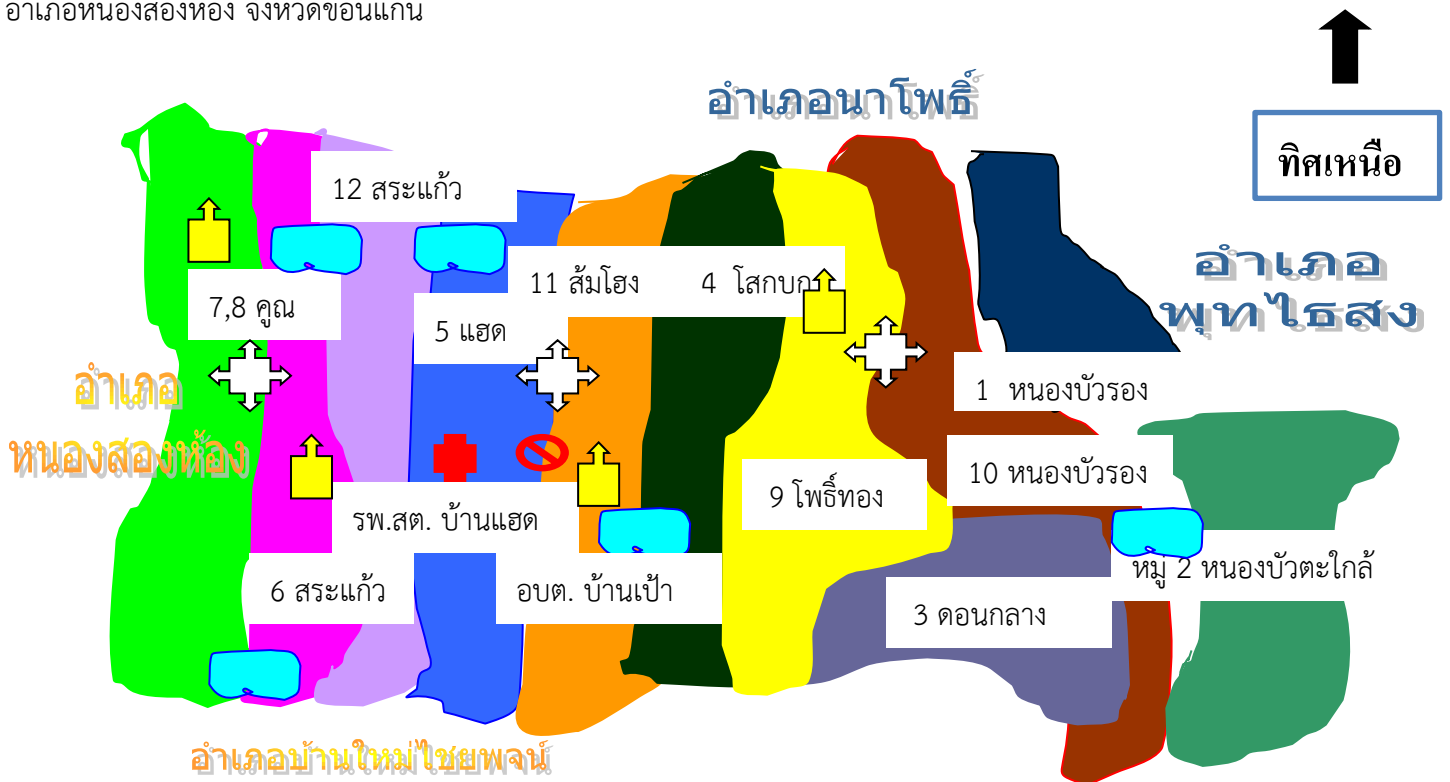 อำเภอหนองสองห้อง จังหวัดขอนแก่น
อำเภอนาโพธิ์
ทิศเหนือ
12 สระแก้ว
อำเภอ
พุทไธสง
11 ส้มโฮง
4 โสกบก
7,8 คูณ
5 แฮด
อำเภอ
หนองสองห้อง
1 หนองบัวรอง
10 หนองบัวรอง
9 โพธิ์ทอง
รพ.สต. บ้านแฮด
หมู่ 2 หนองบัวตะใกล้
6 สระแก้ว
อบต. บ้านเป้า
3 ดอนกลาง
อำเภอบ้านใหม่ไชยพจน์